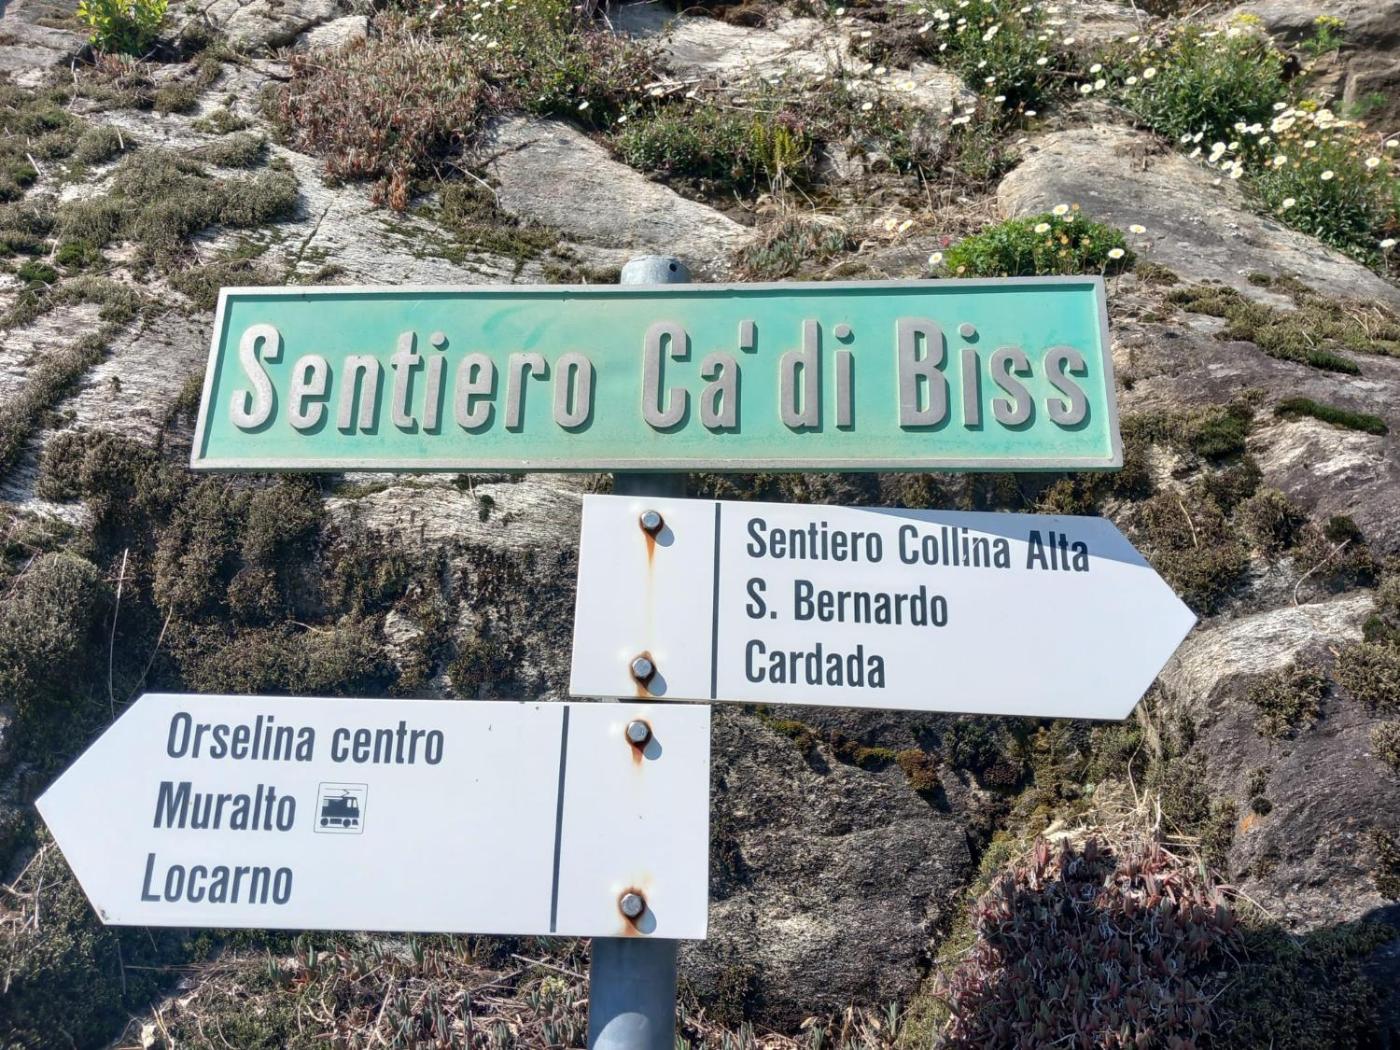 Sentiero Ca'di Biss
Sentiero Collina Alta
S. Bernardo
Cardada
Orselina centro
Muralto
Locarno